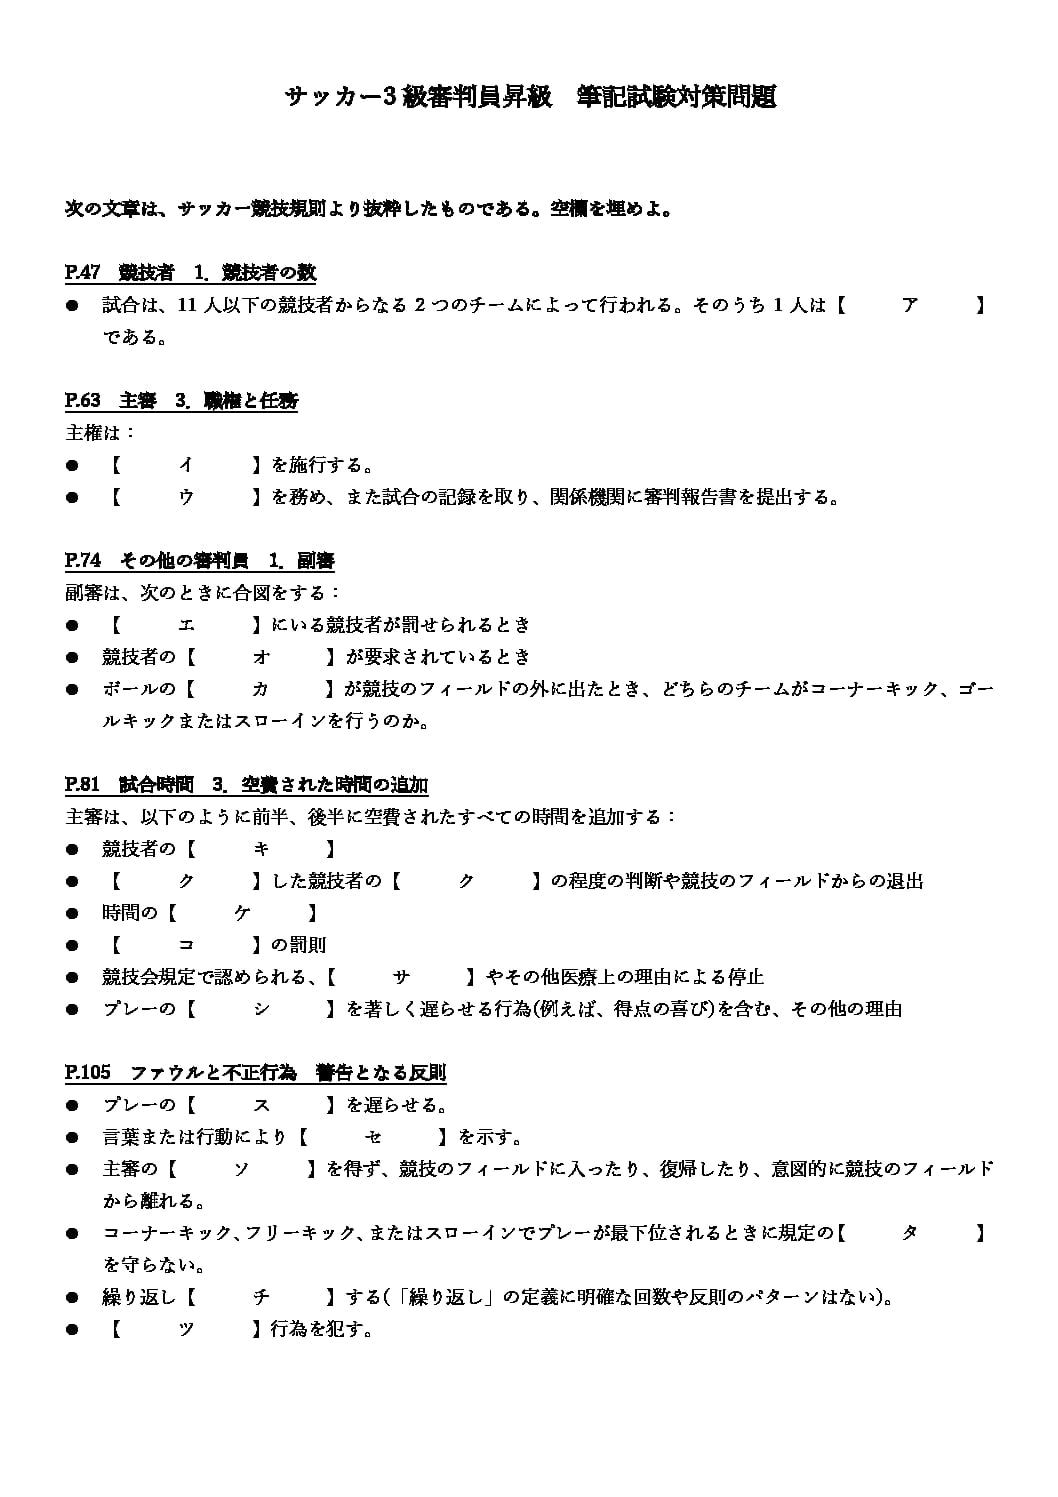 サッカー3級審判員昇級　筆記試験対策問題
次の文章は、サッカー競技規則より抜粋したものである。空欄を埋めよ。
P.47　競技者　1．競技者の数
● 試合は、11 人以下の競技者からなる 2 つのチームによって行われる。そのうち 1 人は【　　　ア　　　】
である。
P.63　主審　3．職権と任務
主権は：
● 【　　　イ　　　】を施行する。
● 【　　　ウ　　　】を務め、また試合の記録を取り、関係機関に審判報告書を提出する。
P.74　その他の審判員　1．副審
副審は、次のときに合図をする：
● 【　　　エ　　　】にいる競技者が罰せられるとき
● 競技者の【　　　オ　　　】が要求されているとき
● ボールの【　　　カ　　　】が競技のフィールドの外に出たとき、どちらのチームがコーナーキック、ゴー
ルキックまたはスローインを行うのか。
P.81　試合時間　3．空費された時間の追加
主審は、以下のように前半、後半に空費されたすべての時間を追加する：
● 競技者の【　　　キ　　　】
● 【　　　ク　　　】した競技者の【　　　ク　　　】の程度の判断や競技のフィールドからの退出
● 時間の【　　　ケ　　　】
● 【　　　コ　　　】の罰則
● 競技会規定で認められる、【　　　サ　　　】やその他医療上の理由による停止
● プレーの【　　　シ　　　】を著しく遅らせる行為(例えば、得点の喜び)を含む、その他の理由
P.105　ファウルと不正行為　警告となる反則
● プレーの【　　　ス　　　】を遅らせる。
● 言葉または行動により【　　　セ　　　】を示す。
● 主審の【　　　ソ　　　】を得ず、競技のフィールドに入ったり、復帰したり、意図的に競技のフィールド
から離れる。
● コーナーキック、フリーキック、またはスローインでプレーが最下位されるときに規定の【　　　タ　　　】
を守らない。
● 繰り返し【　　　チ　　　】する(「繰り返し」の定義に明確な回数や反則のパターンはない)。
● 【　　　ツ　　　】行為を犯す。